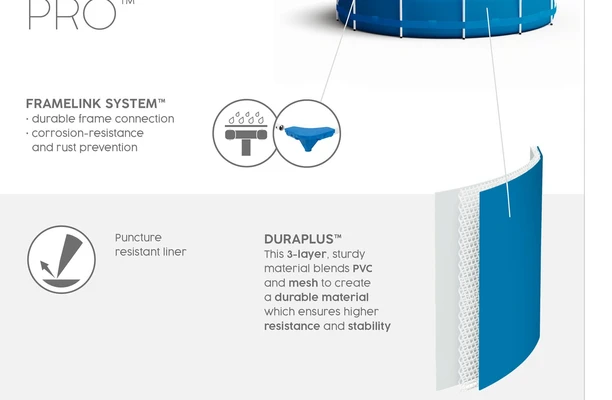 PRO™
FRAMELINK SYSTEM™
· durable frame connection
· corrosion-resistance
and rust prevention
Puncture
resistant liner
DURAPLUS™
This 3-layer, sturdy
material blends PVC
and mesh to create
a durable material
which ensures higher
resistance and stability